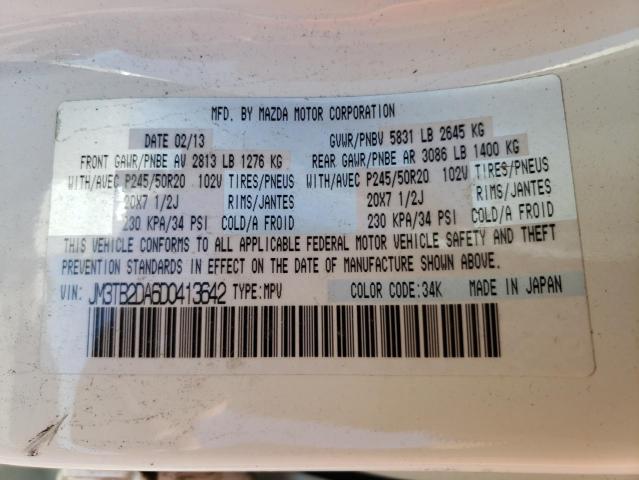 MFD. BY MAZDA MOTOR CORPORATION
DATE 02/13 GVWR/PNBV 5831 LB 2645 KG
FRONT GAWR/PNBE AV 2813 LB 1276 KG REAR GAWR/PNBE AR 3086 LB 1400 KG
WITH/AVEC P245/50R20 102V TIRES/PNEUS WITH/AVEC P245/50R20 102V TIRES/PNEUS
20X7 1/2J RIMS/JANTES 20X7 1/2J RIMS/JANTES
230 KPA/34 PSI COLD/A FROID 230 KPA/34 PSI COLD/A FROID
THIS VEHICLE CONFORMS TO ALL APPLICABLE FEDERAL MOTOR VEHICLE SAFETY AND THEFT
PREVENTION STANDARDS IN EFFECT ON THE DATE OF MANUFACTURE SHOWN ABOVE.
VIN: JM3TB2DA6D0413642 TYPE:MPV COLOR CODE:34K MADE IN JAPAN